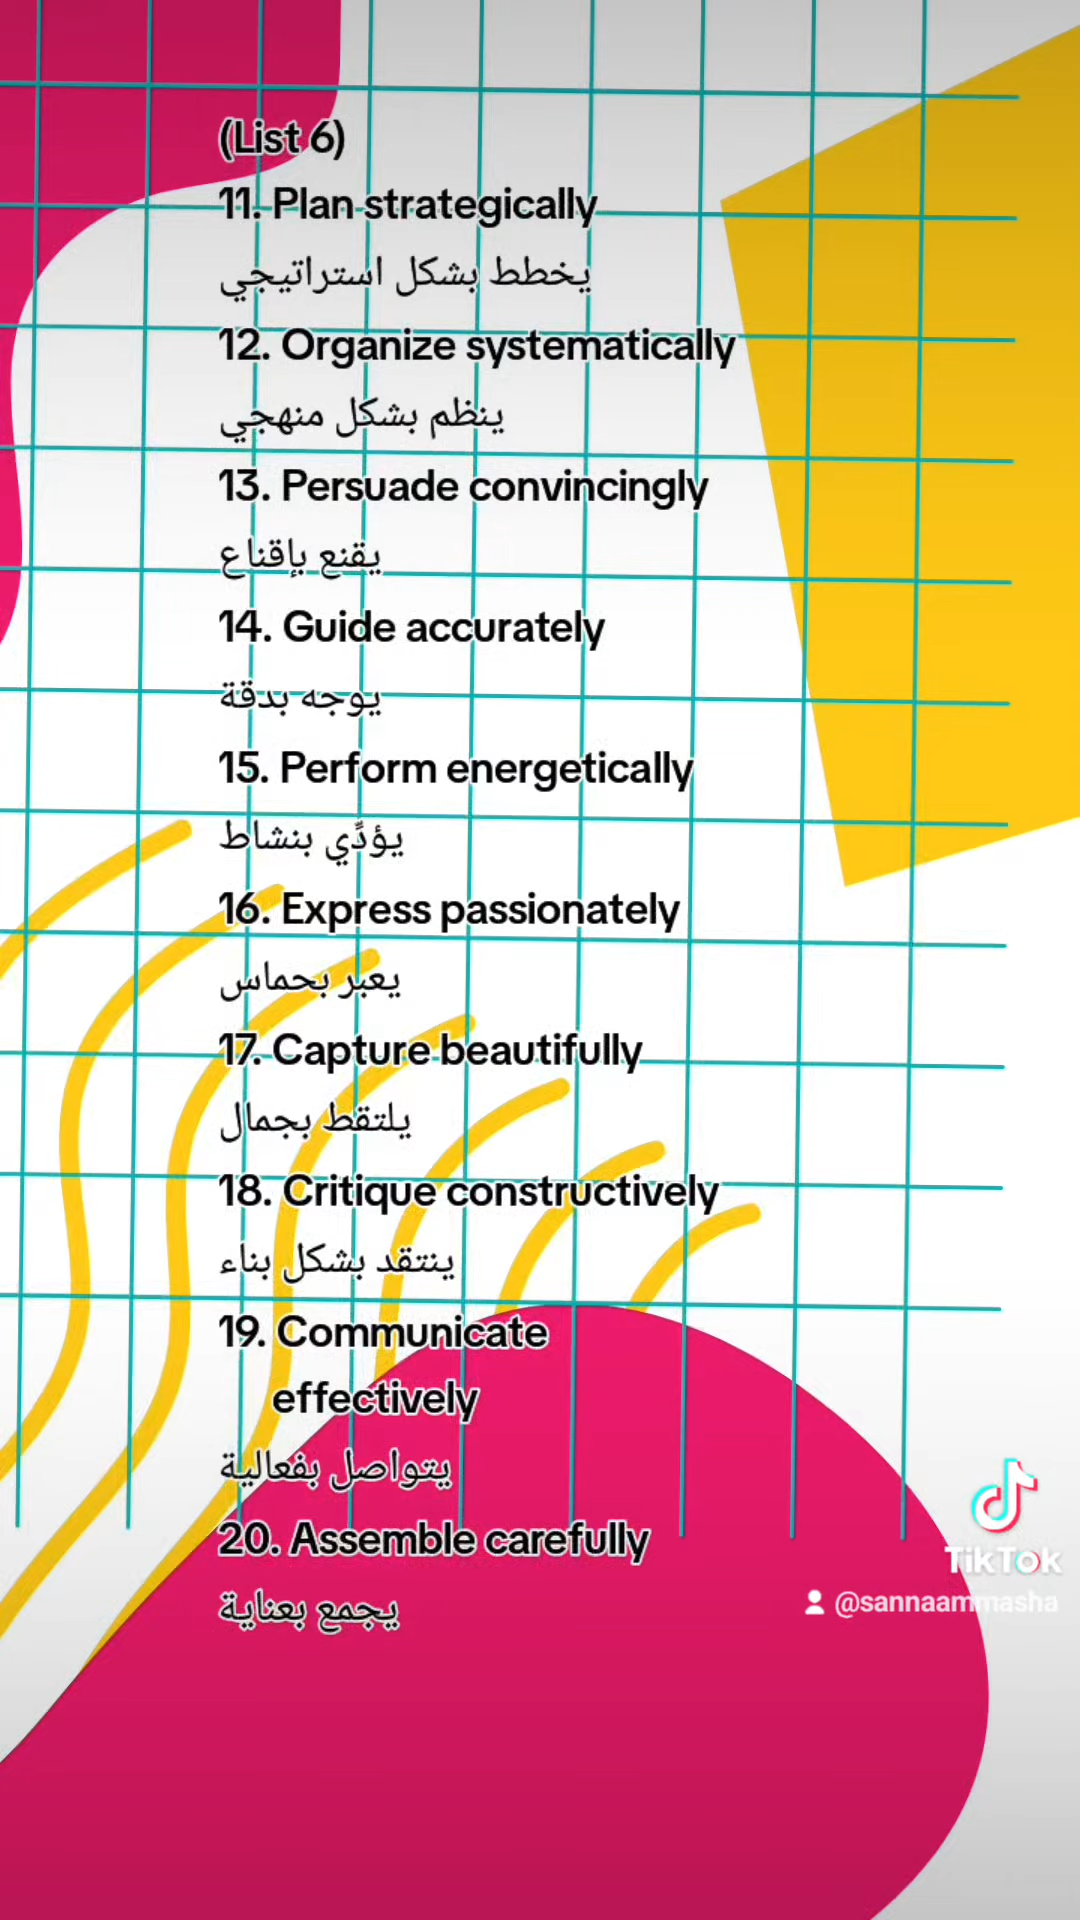 (List 6)
11. Plan strategically
يخطط بشكل استراتيجي
12. Organize systematically
ينظم بشكل منهجي
13. Persuade convincingly
يقنع بإقناع
14. Guide accurately
يوجه بدقة
15. Perform energetically
يؤدِّي بنشاط
16. Express passionately
يعبر بحماس
17. Capture beautifully
يلتقط بجمال
18. Critique constructively
ينتقد بشكل بناء
19. Communicate
effectively
يتواصل بفعالية
20. Assemble carefully
يجمع بعناية
TikTok
@sannaammasha